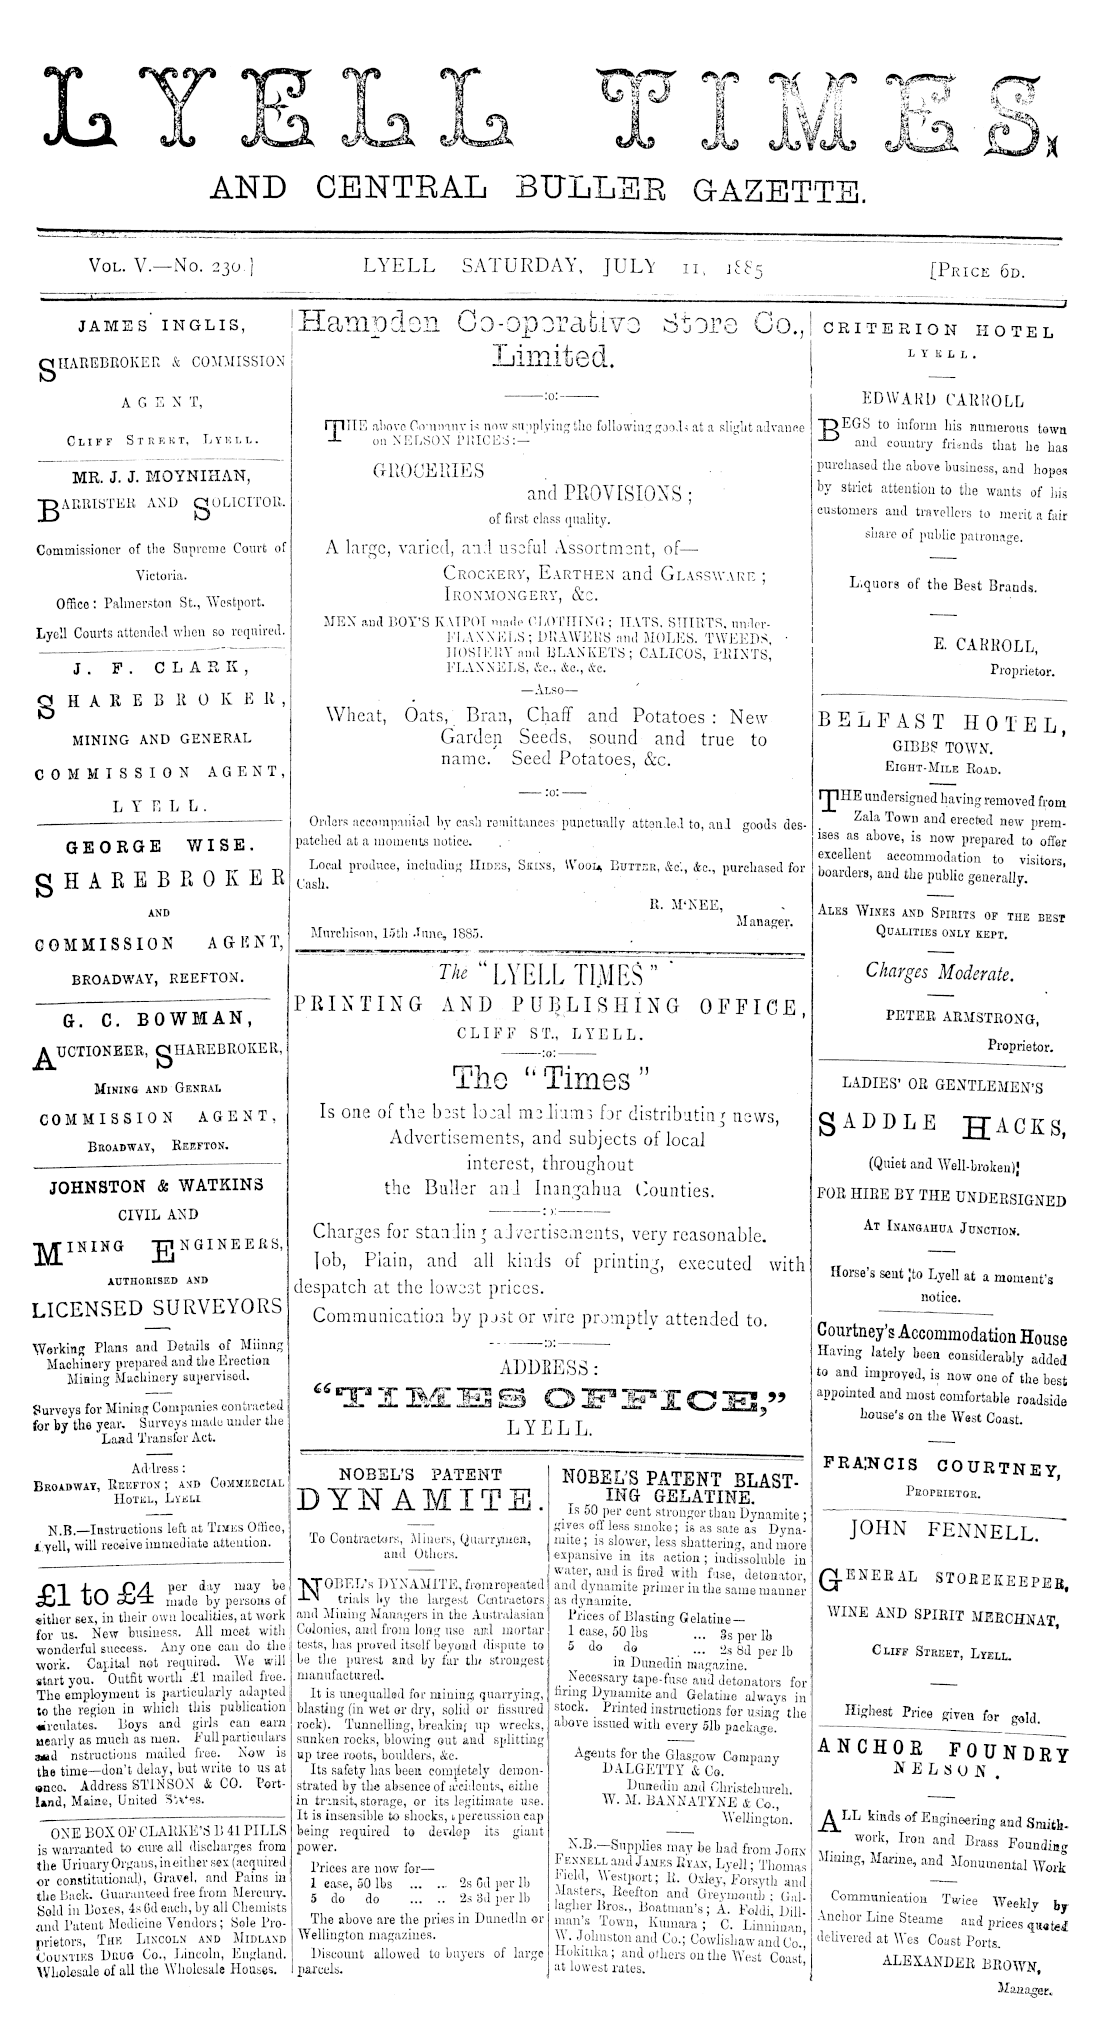 LYELL TIMES,
AND CENTRAL BULLER GAZETTE.
VOL. V.—No. 230.]
LYELL SATURDAY, JULY 11, 1885
[PRICE 6D.
JAMES INGLIS,
SHAREBROKER & COMMISSION
AGENT,
CLIFF STREET, LYELL.
MR. J. J. MOYNIHAN,
BARRISTER AND SOLICITOR.
Commissioner of the Supreme Court of
Victoria.
Office: Palmerston St., Westport.
Lyell Courts attended when so required.
J. F. CLARK,
SHAREBROKER,
MINING AND GENERAL
COMMISSION AGENT,
LYELL.
GEORGE WISE.
SHAREBROKER
AND
COMMISSION AGENT,
BROADWAY, REEFTON.
G. C. BOWMAN,
AUCTIONEER, SHAREBROKER,
MINING AND GENRAL
COMMISSION AGENT,
BROADWAY, REEFTON.
JOHNSTON & WATKINS
CIVIL AND
MINING ENGINEERS,
AUTHORISED AND
LICENSED SURVEYORS
Working Plans and Details of Miinng
Machinery prepared and the Erection
Mining Machinery supervised.
Surveys for Mining Companies contracted
for by the year. Surveys made under the
Land Transfer Act.
Address:
BROADWAY, REEFTON; AND COMMERCIAL
HOTEL, LYELL
N.B.—Instructions left at TIMES Office,
Lyell, will receive immediate attention.
£1 to £4 per day may be
made by persons of
either sex, in their own localities, at work
for us. New business. All meet with
wonderful success. Any one can do the
work. Capital not required. We will
start you. Outfit worth £1 mailed free.
The employment is particularly adapted
to the region in which this publication
circulates. Boys and girls can earn
nearly as much as men. Full particulars
and nstructions mailed free. Now is
the time—don't delay, but write to us at
once. Address STINSON & CO. Port-
land, Maine, United States.
ONE BOX OF CLARKE'S B 41 PILLS
is warranted to cure all discharges from
the Urinary Organs, in either sex (acquired
or constitutional), Gravel, and Pains in
the Back. Guaranteed free from Mercury.
Sold in Boxes, 4s 6d each, by all Chemists
and Patent Medicine Vendors; Sole Pro-
prietors, THE LINCOLN AND MIDLAND
COUNTIES DRUG Co., Lincoln, England.
Wholesale of all the Wholesale Houses.
Hampden Co-operative Store Co.,
Limited.
:o:
THE above Company is now supplying the following goods at a slight advance
on NELSON PRICES:—
GROCERIES
and PROVISIONS;
of first class quality.
A large, varied, and useful Assortment, of—
CROCKERY, EARTHEN and GLASSWARE;
IRONMONGERY, &c.
MEN and BOY'S KAIPOI made CLOTHING; HATS, SHIRTS, under-
FLANNELS; DRAWERS and MOLES, TWEEDS,
HOSIERY and BLANKETS; CALICOS, PRINTS,
FLANNELS, &c., &c., &c.
—ALSO—
Wheat, Oats, Bran, Chaff and Potatoes: New
Garden Seeds, sound and true to
name. Seed Potatoes, &c.
:o:
Orders accompanied by cash remittances punctually attended to, and goods des-
patched at a moments notice.
Local produce, including HIDES, SKINS, WOOL, BUTTER, &c., &c., purchased for
Cash.
R. M'NEE,
Manager.
Murchison, 15th June, 1885.
The "LYELL TIMES"
PRINTING AND PUBLISHING OFFICE,
CLIFF ST., LYELL.
:o:
The "Times"
Is one of the best local mediums for distributing news,
Advertisements, and subjects of local
interest, throughout
the Buller and Inangahua Counties.
:o:
Charges for standing advertisements, very reasonable.
Job, Plain, and all kinds of printing, executed with
despatch at the lowest prices.
Communication by post or wire promptly attended to.
:o:
ADDRESS:
"TIMES OFFICE,"
LYELL.
NOBEL'S PATENT
DYNAMITE.
To Contractors, Miners, Quarrymen,
and Others.
NOBEL'S DYNAMITE, from repeated
trials by the largest Contractors
and Mining Managers in the Australasian
Colonies, and from long use and mortar
tests, has proved itself beyond dispute to
be the purest and by far the strongest
manufactured.
It is unequalled for mining quarrying,
blasting (in wet or dry, solid or fissured
rock). Tunnelling, breaking up wrecks,
sunken rocks, blowing out and splitting
up tree roots, boulders, &c.
Its safety has been completely demon-
strated by the absence of accidents, eithe
in transit, storage, or its legitimate use.
It is insensible to shocks, a percussion cap
being required to develop its giant
power.
Prices are now for—
1 case, 50 lbs ... ... 2s 6d per lb
5 do do ... .. 2s 3d per lb
The above are the pries in Dunedin or
Wellington magazines.
Discount allowed to buyers of large
parcels.
NOBEL'S PATENT BLAST-
ING GELATINE.
Is 50 per cent stronger than Dynamite;
gives off less smoke; is as safe as Dyna-
mite; is slower, less shattering, and more
expansive in its action; indissoluble in
water, and is fired with fuse, detonator,
and dynamite primer in the same manner
as dynamite.
Prices of Blasting Gelatine—
1 case, 50 lbs ... 3s per lb
5 do do ... 2s 8d per lb
in Dunedin magazine.
Necessary tape-fuse and detonators for
firing Dynamite and Gelatine always in
stock. Printed instructions for using the
above issued with every 5lb package.
Agents for the Glasgow Company
DALGETTY & Co.
Dunedin and Christchurch.
W. M. BANNATYNE & Co.,
Wellington.
N.B.—Supplies may be had from JOHN
FENNELL and JAMES RYAN, Lyell; Thomas
Field, Westport; R. Oxley, Forsyth and
Masters, Reefton and Greymouth; Gal-
lagher Bros., Boatman's; A. Foldi, Dill-
man's Town, Kumara; C. Linninan,
W. Johnston and Co.; Cowlishaw and Co.,
Hokitika; and others on the West Coast,
at lowest rates.
CRITERION HOTEL
LYELL.
EDWARD CARROLL
BEGS to inform his numerous town
and country friends that he has
purchased the above business, and hopes
by strict attention to the wants of his
customers and travellers to merit a fair
share of public patronage.
Liquors of the Best Brands.
E. CARROLL,
Proprietor.
BELFAST HOTEL,
GIBBS TOWN.
EIGHT-MILE ROAD.
THE undersigned having removed from
Zala Town and erected new prem-
ises as above, is now prepared to offer
excellent accommodation to visitors,
boarders, and the public generally.
ALES WINES AND SPIRITS OF THE BEST
QUALITIES ONLY KEPT.
Charges Moderate.
PETER ARMSTRONG,
Proprietor.
LADIES' OR GENTLEMEN'S
SADDLE HACKS,
(Quiet and Well-broken)
FOR HIRE BY THE UNDERSIGNED
AT INANGAHUA JUNCTION.
Horse's sent to Lyell at a moment's
notice.
Courtney's Accommodation House
Having lately been considerably added
to and improved, is now one of the best
appointed and most comfortable roadside
house's on the West Coast.
FRANCIS COURTNEY,
PROPRIETOR.
JOHN FENNELL.
GENERAL STOREKEEPER,
WINE AND SPIRIT MERCHNAT,
CLIFF STREET, LYELL.
Highest Price given for gold.
ANCHOR FOUNDRY
NELSON.
ALL kinds of Engineering and Smith-
work, Iron and Brass Founding
Mining, Marine, and Monumental Work
Communication Twice Weekly by
Anchor Line Steame and prices quoted
delivered at Wes Coast Ports.
ALEXANDER BROWN,
Manager.